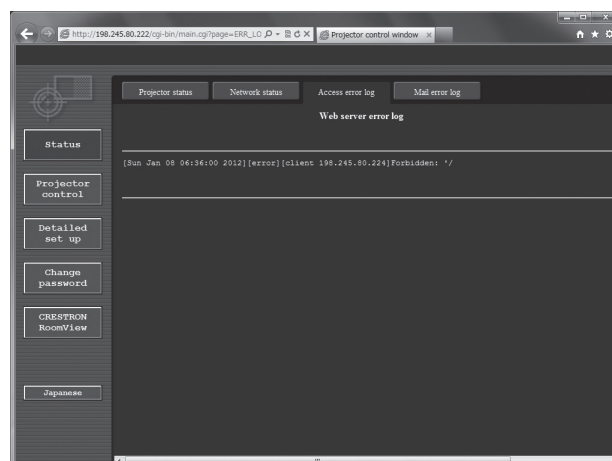 http://198.245.80.222/cgi-bin/main.cgi?page=ERR_LO
Projector control window
Projector status
Network status
Access error log
Mail error log
Web server error log
[Sun Jan 08 06:36:00 2012][error][client 198.245.80.224]Forbidden: '/
Status
Projector
control
Detailed
set up
Change
password
CRESTRON
RoomView
Japanese